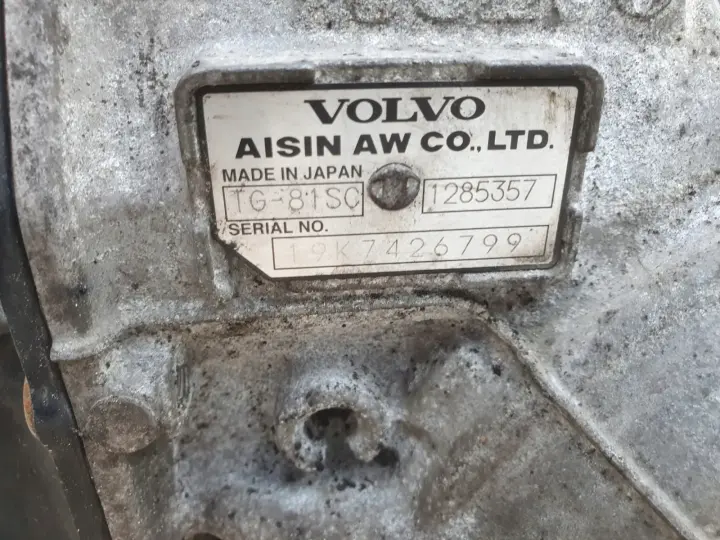 VOLVO
AISIN AW CO., LTD.
MADE IN JAPAN
TG-81SC 1285357
SERIAL NO.
19K7426799